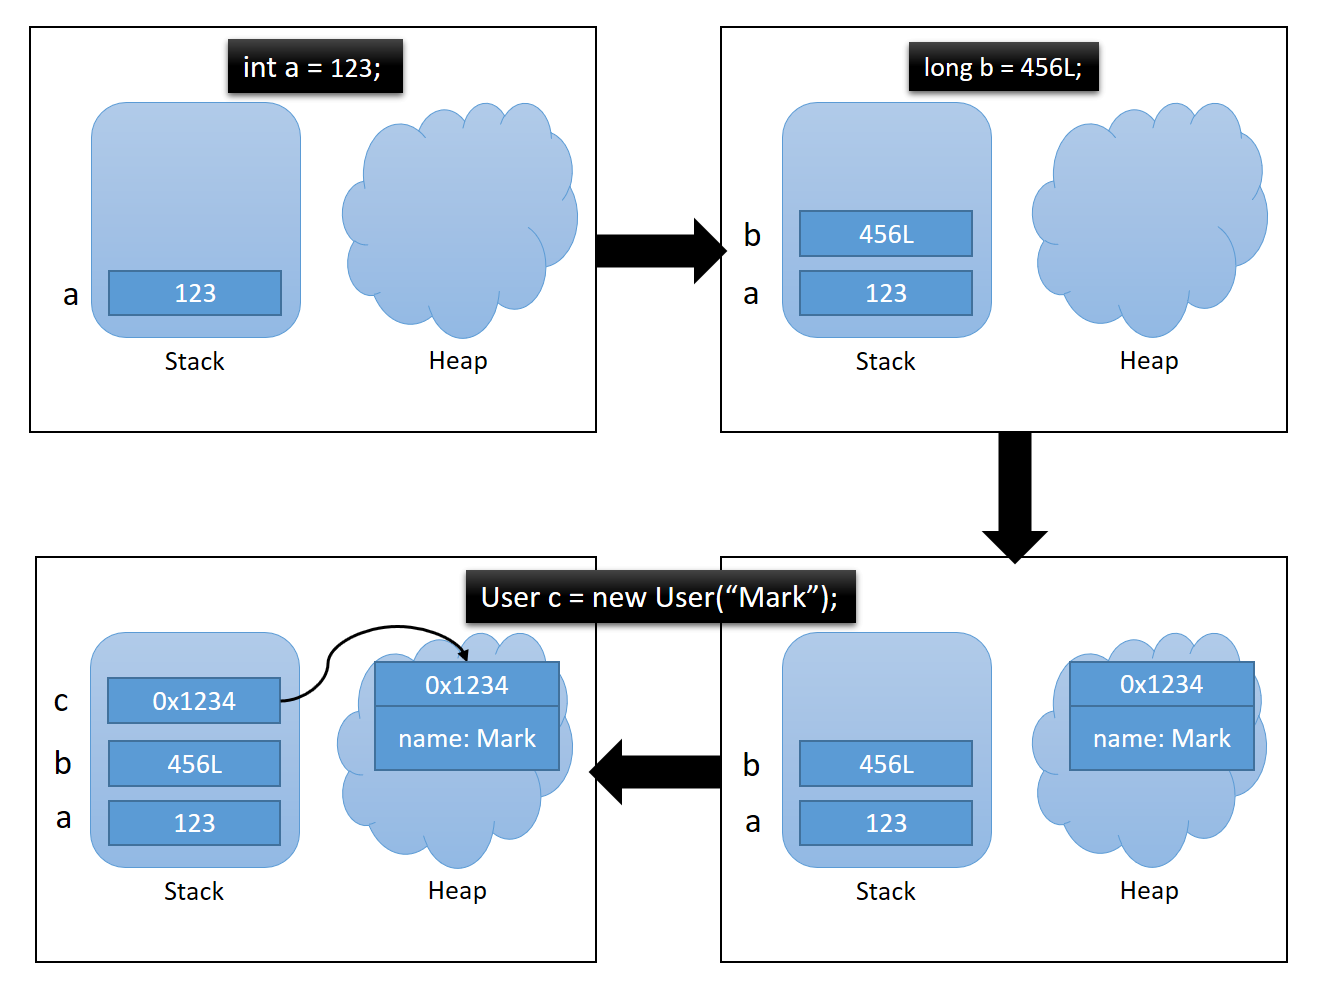 int a = 123;
a
123
Stack
Heap
long b = 456L;
b
456L
a
123
Stack
Heap
User c = new User(“Mark”);
c
0x1234
b
456L
a
123
Stack
0x1234
name: Mark
Heap
b
456L
a
123
Stack
0x1234
name: Mark
Heap